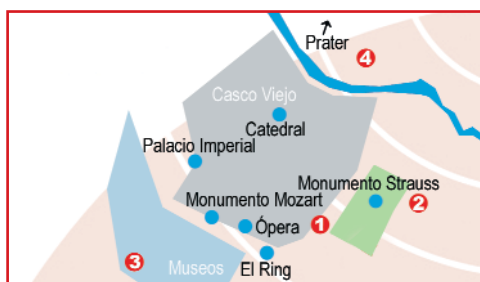 Prater
4
Casco Viejo
Catedral
Palacio Imperial
Monumento Strauss
2
Monumento Mozart
1
Ópera
3
Museos
El Ring